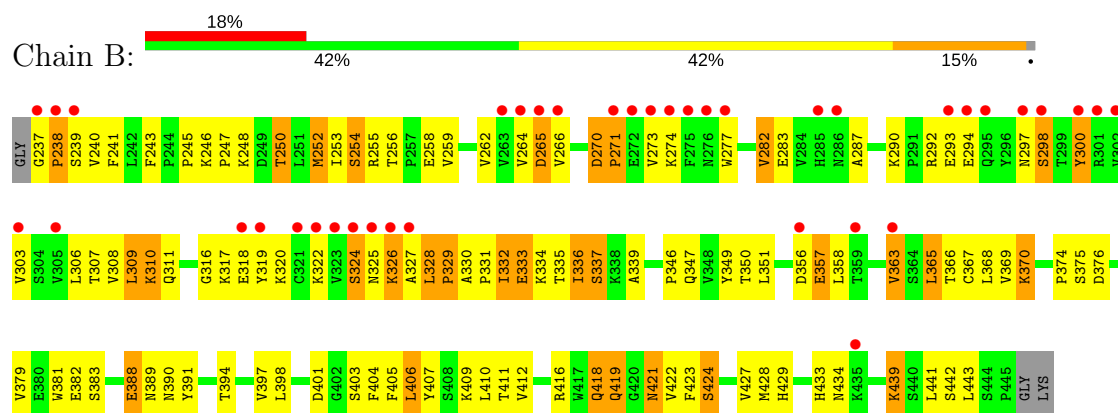 18%
Chain B:
42% 42% 15%
GLY G237 P238 S239 V240 F241 L242 F243 P244 P245 K246 P247 K248 D249 T250 L251 M252 I253 S254 R255 T256 P257 E258 V259 V262 V263 V264 D265 V266 D270 P271 E272 V273 K274 F275 N276 W277 V282 E283 V284 H285 N286 A287 K290 P291 R292 E293 E294 Q295 Y296 N297 S298 T299 Y300 R301 V302
V303 S304 V305 L306 T307 V308 L309 K310 Q311 G316 K317 E318 Y319 K320 C321 K322 V323 S324 N325 K326 A327 L328 P329 A330 P331 I332 E333 K334 T335 I336 S337 K338 A339 P346 Q347 V348 Y349 T350 L351 D356 E357 L358 T359 V363 S364 L365 T366 C367 L368 V369 K370 P374 S375 D376
V379 E380 W381 E382 S383 E388 N389 N390 Y391 T394 V397 L398 D401 G402 S403 F404 F405 L406 Y407 S408 K409 L410 T411 V412 R416 W417 Q418 Q419 G420 N421 V422 F423 S424 V427 M428 H429 H433 N434 K435 K439 S440 L441 S442 L443 S444 P445 GLY LYS